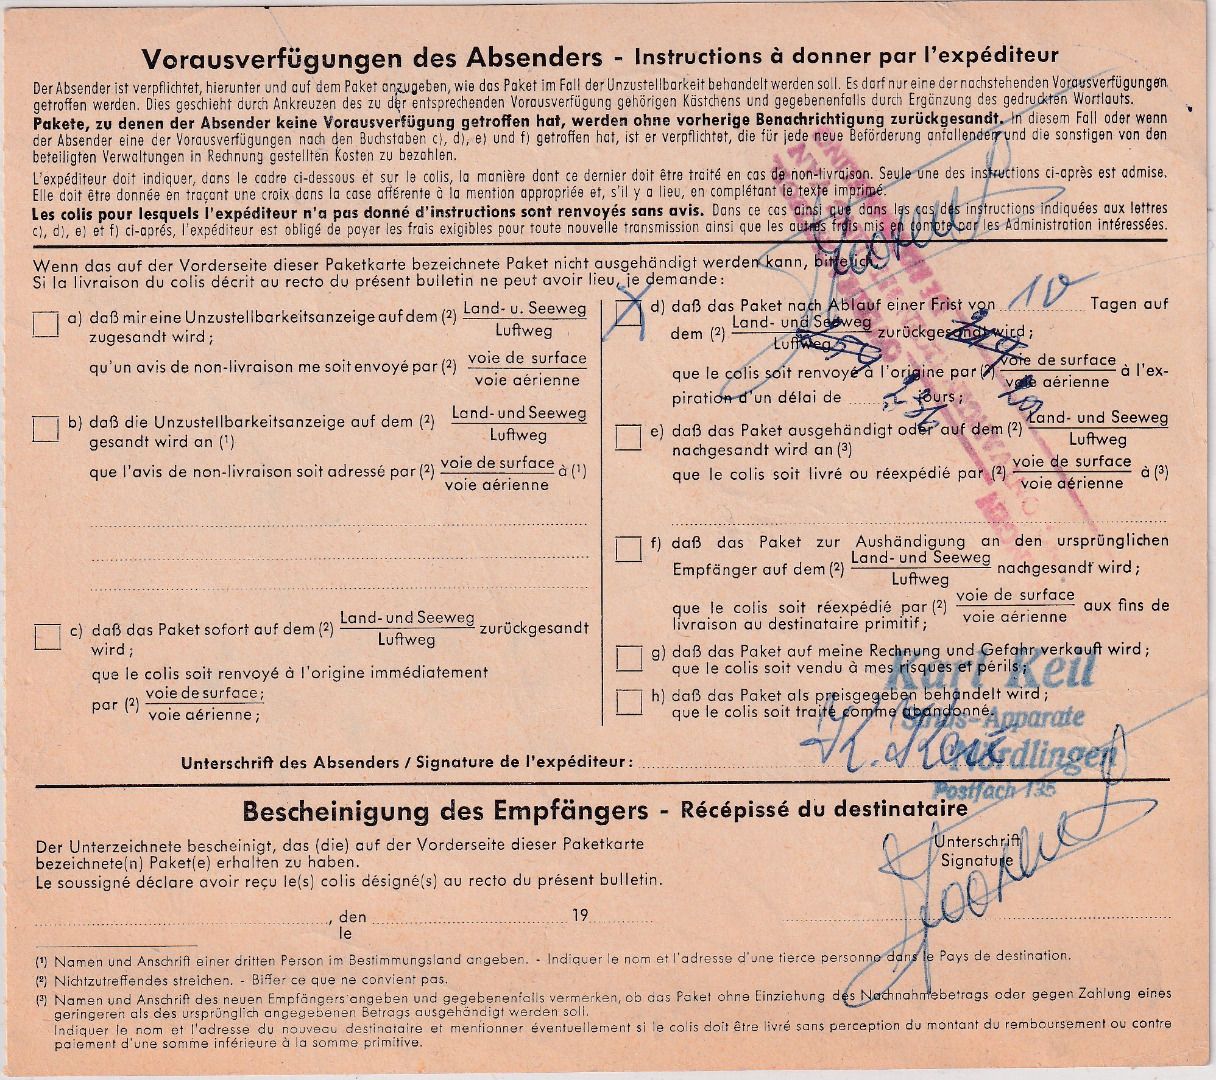 Vorausverfügungen des Absenders - Instructions à donner par l'expéditeur
Der Absender ist verpflichtet, hierunter und auf dem Paket anzugeben, wie das Paket im Fall der Unzustellbarkeit behandelt werden soll. Es darf nur eine der nachstehenden Vorausverfügungen
getroffen werden. Dies geschieht durch Ankreuzen des zu der entsprechenden Vorausverfügung gehörigen Kästchens und gegebenenfalls durch Ergänzung des gedruckten Wortlauts.
Pakete, zu denen der Absender keine Vorausverfügung getroffen hat, werden ohne vorherige Benachrichtigung zurückgesandt. In diesem Fall oder wenn
der Absender eine der Vorausverfügungen nach den Buchstaben c), d), e) und f) getroffen hat, ist er verpflichtet, die für jede neue Beförderung anfallenden und die sonstigen von den
beteiligten Verwaltungen in Rechnung gestellten Kosten zu bezahlen.
L'expéditeur doit indiquer, dans le cadre ci-dessous et sur le colis, la manière dont ce dernier doit être traité en cas de non-livraison. Seule une des instructions ci-après est admise.
Elle doit être donnée en traçant une croix dans la case afférente à la mention appropriée et, s'il y a lieu, en complétant le texte imprimé.
Les colis pour lesquels l'expéditeur n'a pas donné d'instructions sont renvoyés sans avis. Dans ce cas ainsi que dans les cas des instructions indiquées aux lettres
c), d), e) et f) ci-après, l'expéditeur est obligé de payer les frais exigibles pour toute nouvelle transmission ainsi que les autres frais mis en compte par les Administration intéressées.
Wenn das auf der Vorderseite dieser Paketkarte bezeichnete Paket nicht ausgehändigt werden kann, bitte ich
Si la livraison du colis décrit au recto du présent bulletin ne peut avoir lieu, je demande:
a) daß mir eine Unzustellbarkeitsanzeige auf dem (2) Land- u. Seeweg
Luftweg
zugesandt wird;
qu'un avis de non-livraison me soit envoyé par (2) voie de surface
voie aérienne
b) daß die Unzustellbarkeitsanzeige auf dem (2) Land- und Seeweg
Luftweg
gesandt wird an (1)
que l'avis de non-livraison soit adressé par (2) voie de surface à (1)
voie aérienne
c) daß das Paket sofort auf dem (2) Land- und Seeweg zurückgesandt
Luftweg
wird;
que le colis soit renvoyé à l'origine immédiatement
par (2) voie de surface;
voie aérienne;
d) daß das Paket nach Ablauf einer Frist von 10 Tagen auf
dem (2) Land- und Seeweg zurückgesandt wird;
Luftweg
que le colis soit renvoyé à l'origine par (2) voie de surface à l'ex-
voie aérienne
piration d'un délai de jours;
e) daß das Paket ausgehändigt oder auf dem (2) Land- und Seeweg
Luftweg
nachgesandt wird an (3)
que le colis soit livré ou réexpédié par (2) voie de surface à (3)
voie aérienne
f) daß das Paket zur Aushändigung an den ursprünglichen
Empfänger auf dem (2) Land- und Seeweg nachgesandt wird;
Luftweg
que le colis soit réexpédié par (2) voie de surface aux fins de
voie aérienne
livraison au destinataire primitif;
g) daß das Paket auf meine Rechnung und Gefahr verkauft wird;
que le colis soit vendu à mes risques et périls;
h) daß das Paket als preisgegeben behandelt wird;
que le colis soit traité comme abandonné.
Karl Keil
-Apparate
Nördlingen
Postfach 135
Unterschrift des Absenders / Signature de l'expéditeur: K. Keil
Bescheinigung des Empfängers - Récépissé du destinataire
Der Unterzeichnete bescheinigt, das (die) auf der Vorderseite dieser Paketkarte
bezeichnete(n) Paket(e) erhalten zu haben.
Le soussigné déclare avoir reçu le(s) colis désigné(s) au recto du présent bulletin.
Unterschrift
Signature
, den 19
le
(1) Namen und Anschrift einer dritten Person im Bestimmungsland angeben. - Indiquer le nom et l'adresse d'une tierce personno dans le Pays de destination.
(2) Nichtzutreffendes streichen. - Biffer ce que ne convient pas.
(3) Namen und Anschrift des neuen Empfängers angeben und gegebenenfalls vermerken, ob das Paket ohne Einziehung des Nachnahmebetrags oder gegen Zahlung eines
geringeren als des ursprünglich angegebenen Betrags ausgehändigt werden soll.
Indiquer le nom et l'adresse du nouveau destinataire et mentionner éventuellement si le colis doit être livré sans perception du montant du remboursement ou contre
paiement d'une somme inférieure à la somme primitive.